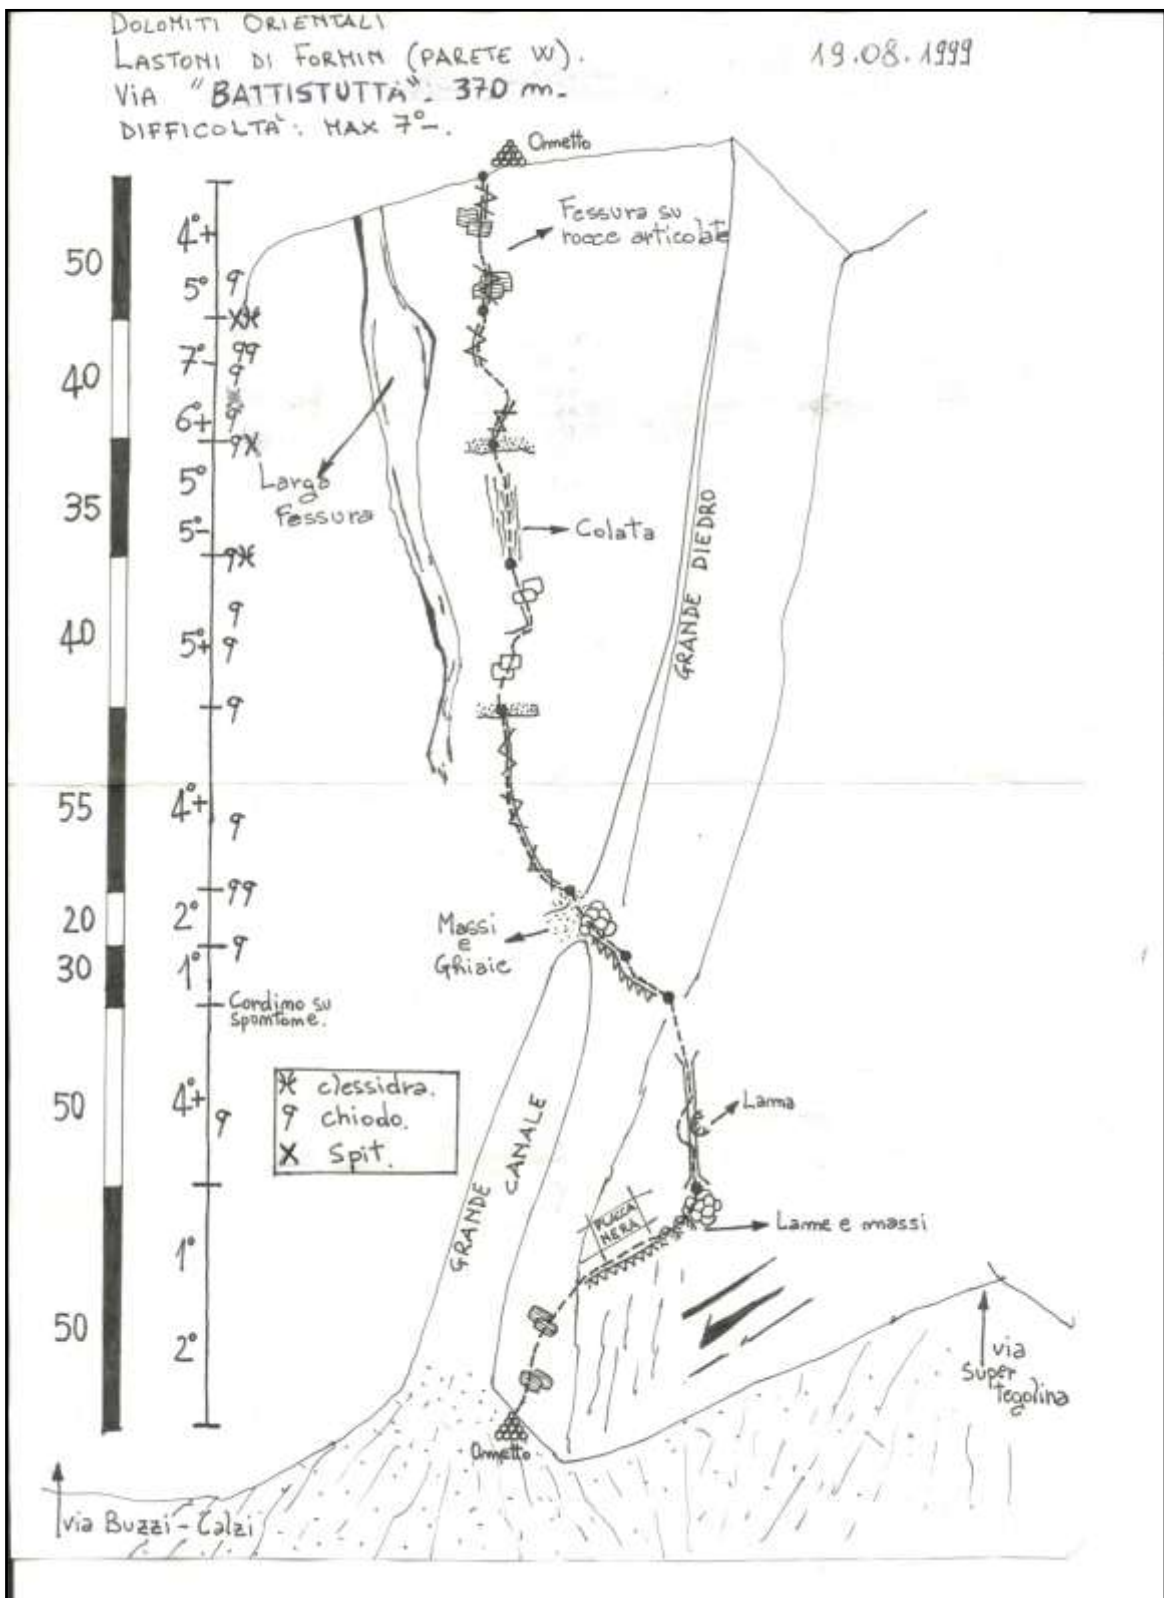 DOLOMITI ORIENTALI
LASTONI DI FORMIN (PARETE W).
VIA "BATTISTUTTA". 370 m.
DIFFICOLTA': MAX 7°-.
19.08.1999
Ometto
Fessura su
rocce articolate
50
4°+
5°
40
7°-
6°+
Larga
Fessura
35
5°
5°-
Colata
GRANDE DIEDRO
40
5°+
55
4°+
20
2°
30
1°
Massi
e
Ghiaie
Cordino su
spuntone.
clessidra.
chiodo.
X Spit.
50
4°+
Lama
GRANDE
CANALE
PLACCA
NERA
Lame e massi
50
1°
2°
Ometto
via
Super
Tegolina
via Buzzi - Calzi